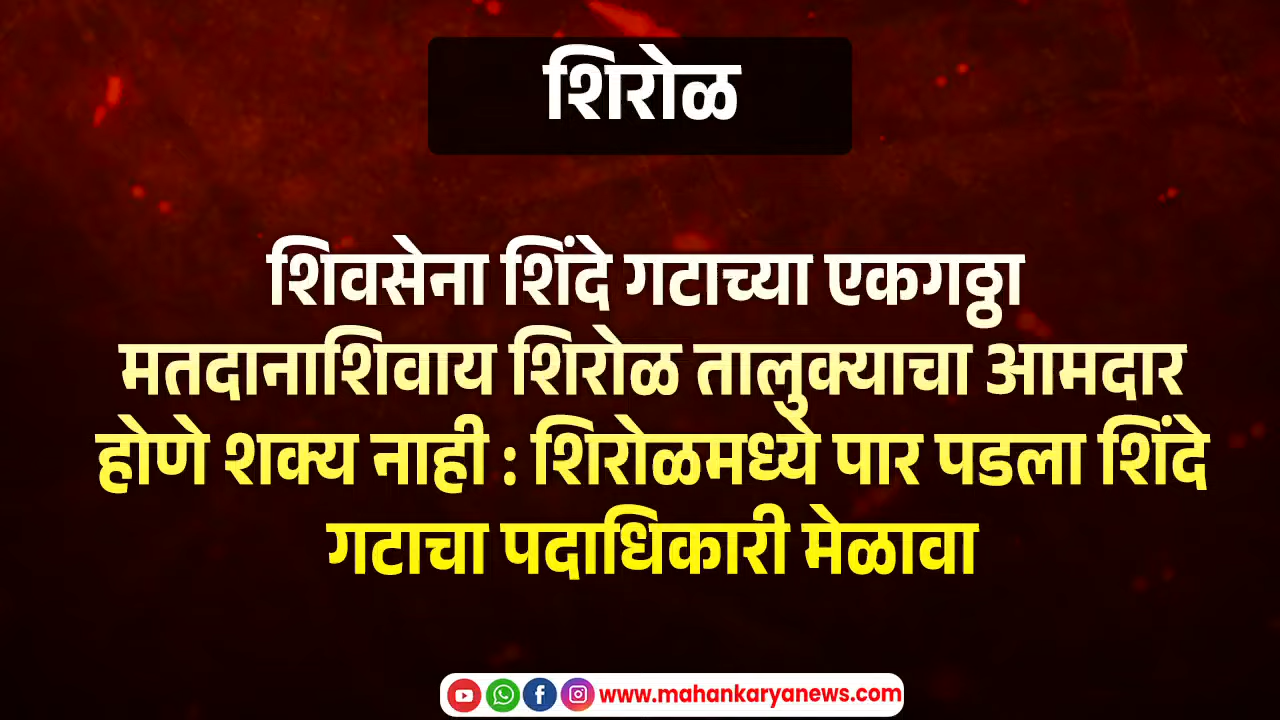 शिरोळ
शिवसेना शिंदे गटाच्या एकगठ्ठा
मतदानाशिवाय शिरोळ तालुक्याचा आमदार
होणे शक्य नाही : शिरोळमध्ये पार पडला शिंदे
गटाचा पदाधिकारी मेळावा
www.mahankaryanews.com